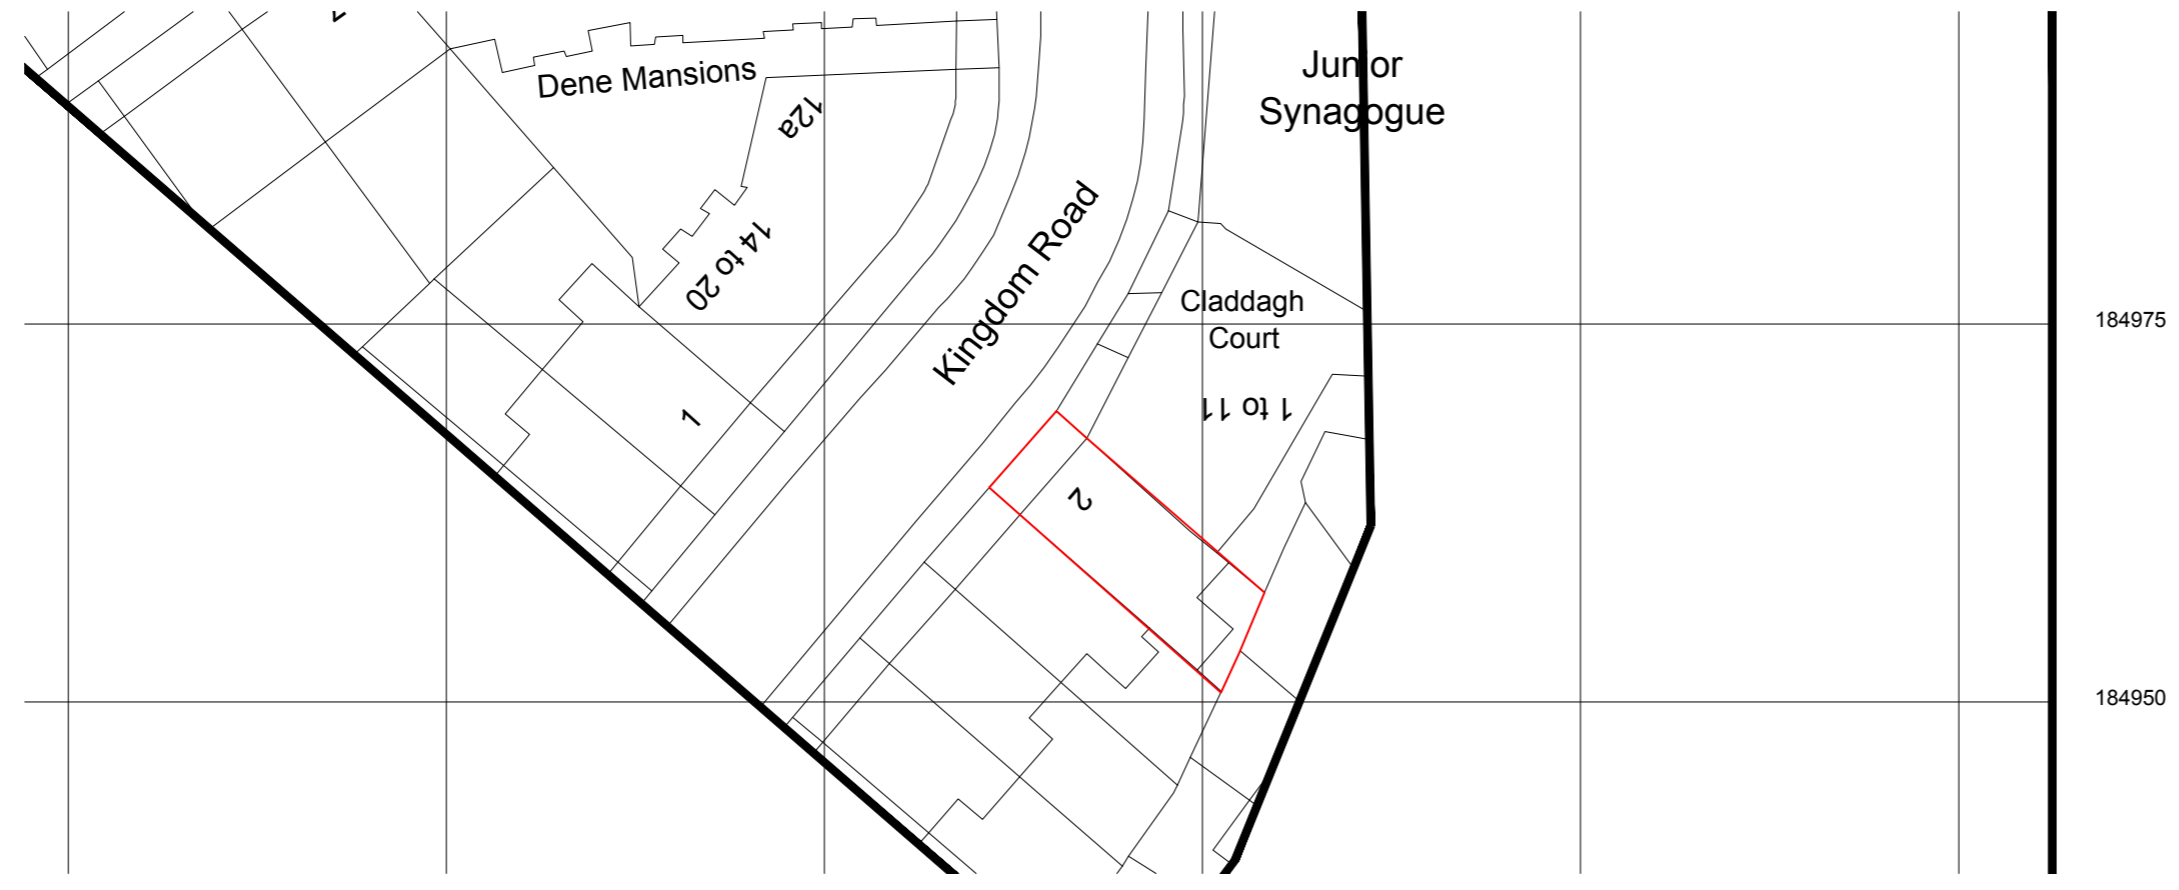 Dene Mansions
12a
14 to 20
Junior
Synagogue
Kingdom Road
Claddagh
Court
1 to 11
184975
1
2
184950